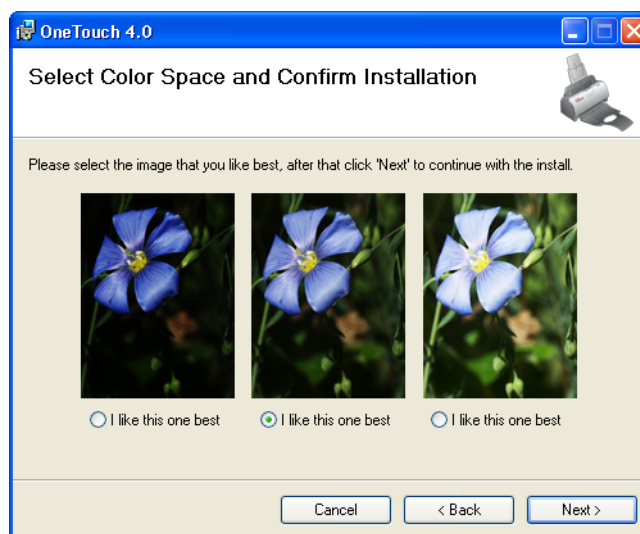 OneTouch 4.0
Select Color Space and Confirm Installation
Please select the image that you like best, after that click 'Next' to continue with the install.
I like this one best I like this one best I like this one best
Cancel < Back Next >